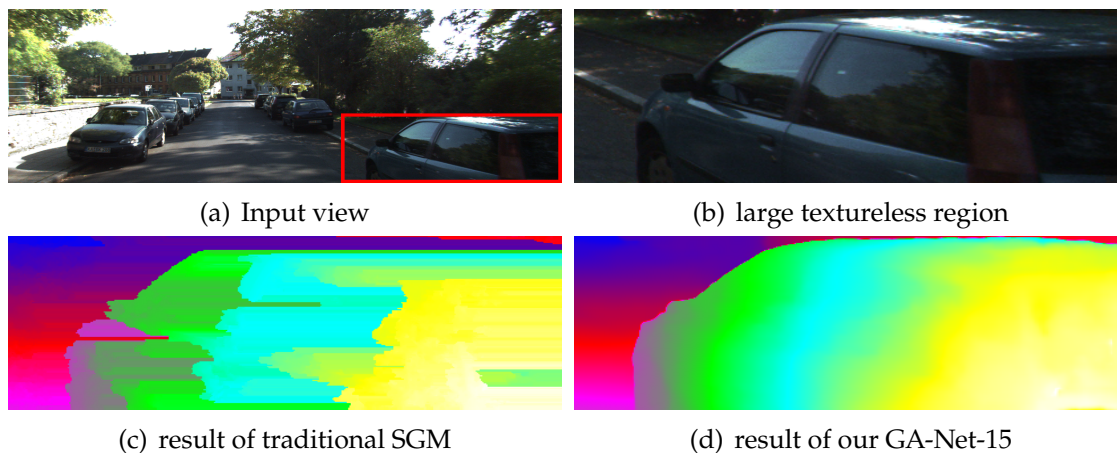 (a) Input view
(b) large textureless region
(c) result of traditional SGM
(d) result of our GA-Net-15